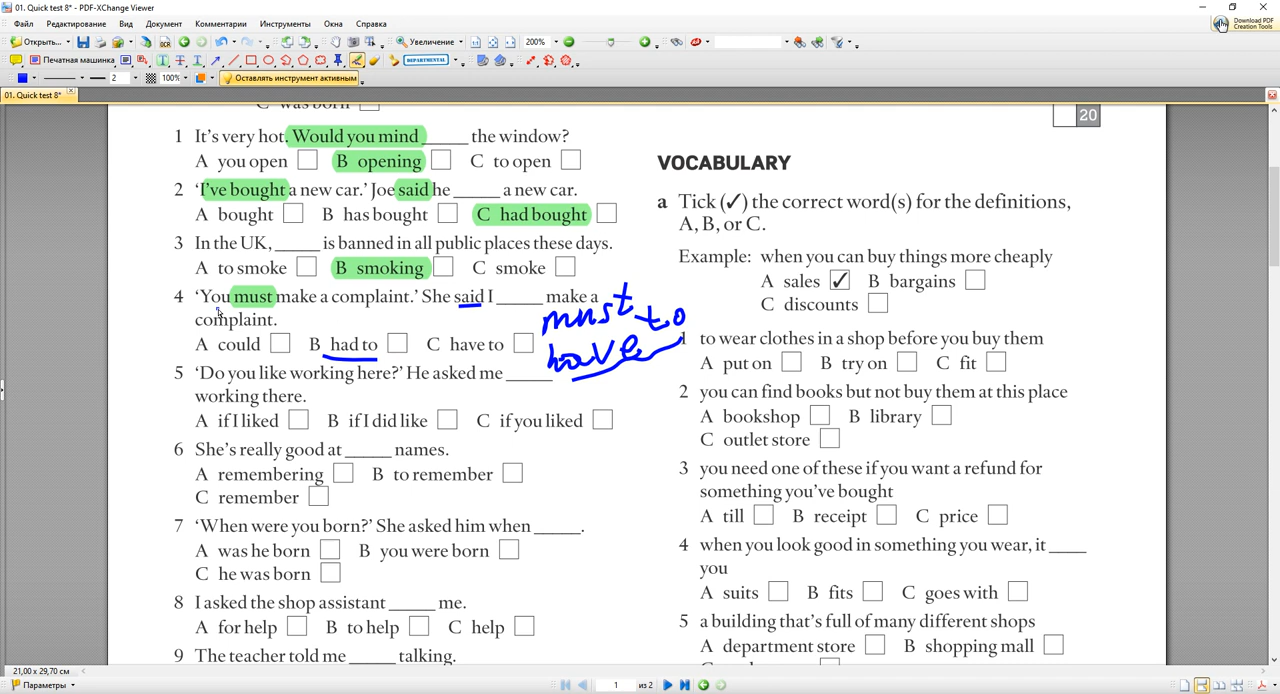 01. Quick test 8* - PDF-XChange Viewer
Файл Редактирование Вид Документ Комментарии Инструменты Окна Справка
Download PDF Creation Tools
Открыть... OCR Увеличение 200%
Печатная машинка DEPARTMENTAL
2 100% Оставлять инструмент активным
01. Quick test 8*
C was born
1 It's very hot. Would you mind _____ the window?
A you open B opening C to open
2 'I've bought a new car.' Joe said he _____ a new car.
A bought B has bought C had bought
3 In the UK, _____ is banned in all public places these days.
A to smoke B smoking C smoke
4 'You must make a complaint.' She said I _____ make a
complaint.
A could B had to C have to
must to
have
5 'Do you like working here?' He asked me _____
working there.
A if I liked B if I did like C if you liked
6 She's really good at _____ names.
A remembering B to remember
C remember
7 'When were you born?' She asked him when _____.
A was he born B you were born
C he was born
8 I asked the shop assistant _____ me.
A for help B to help C help
9 The teacher told me _____ talking.
20
VOCABULARY
a Tick (✓) the correct word(s) for the definitions,
A, B, or C.
Example: when you can buy things more cheaply
A sales ✓ B bargains
C discounts
1 to wear clothes in a shop before you buy them
A put on B try on C fit
2 you can find books but not buy them at this place
A bookshop B library
C outlet store
3 you need one of these if you want a refund for
something you've bought
A till B receipt C price
4 when you look good in something you wear, it ____
you
A suits B fits C goes with
5 a building that's full of many different shops
A department store B shopping mall
21,00 x 29,70 см
Параметры 1 из 2